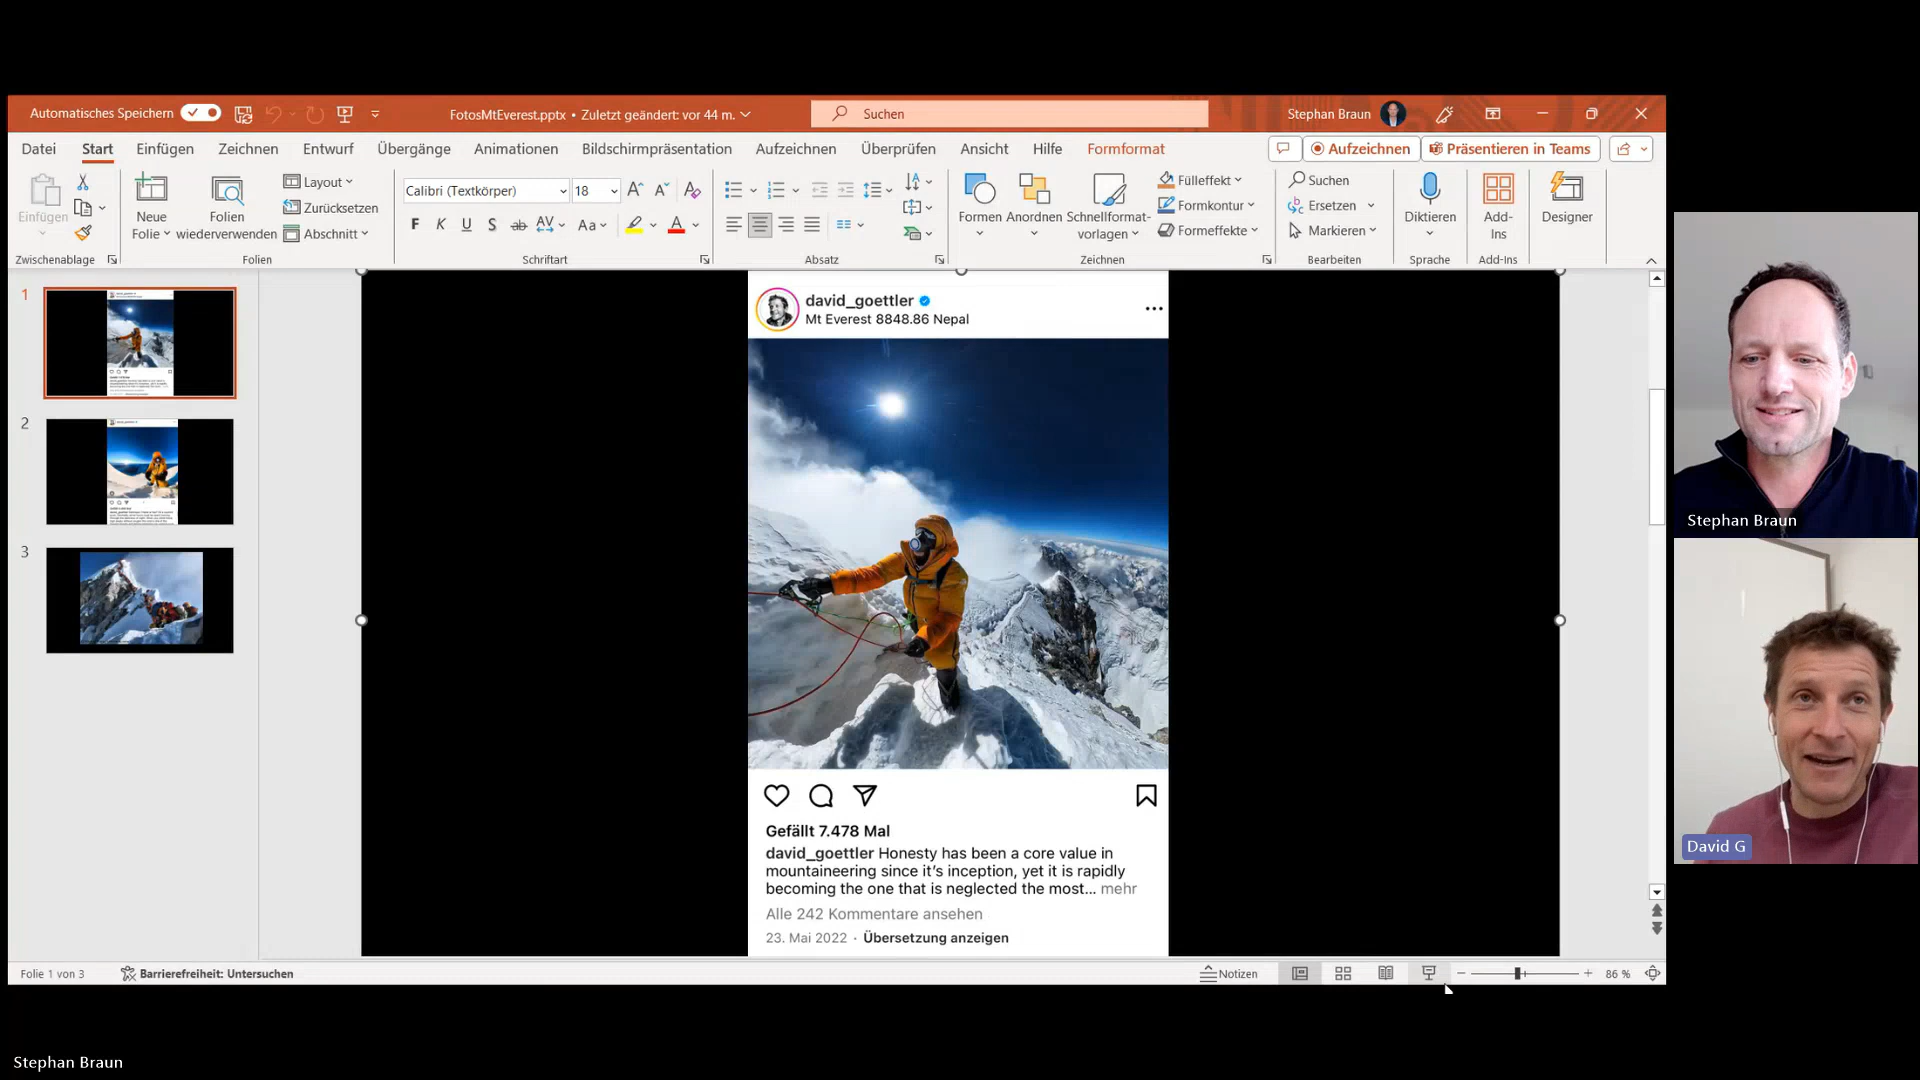 Automatisches Speichern
FotosMtEverest.pptx • Zuletzt geändert: vor 44 m.
Suchen
Stephan Braun
Datei Start Einfügen Zeichnen Entwurf Übergänge Animationen Bildschirmpräsentation Aufzeichnen Überprüfen Ansicht Hilfe Formformat
Aufzeichnen
Präsentieren in Teams
Einfügen
Zwischenablage
Neue
Folie
Folien
wiederverwenden
Layout
Zurücksetzen
Abschnitt
Folien
Calibri (Textkörper)
18
F K U S ab AV Aa A
Schriftart
Absatz
Formen
Anordnen
Schnellformat-
vorlagen
Fülleffekt
Formkontur
Formeffekte
Zeichnen
Suchen
Ersetzen
Markieren
Bearbeiten
Diktieren
Sprache
Add-
Ins
Add-Ins
Designer
1
2
3
david_goettler
Mt Everest 8848.86 Nepal
Gefällt 7.478 Mal
david_goettler Honesty has been a core value in
mountaineering since it's inception, yet it is rapidly
becoming the one that is neglected the most... mehr
Alle 242 Kommentare ansehen
23. Mai 2022 · Übersetzung anzeigen
Folie 1 von 3
Barrierefreiheit: Untersuchen
Notizen
86 %
Stephan Braun
David G
Stephan Braun